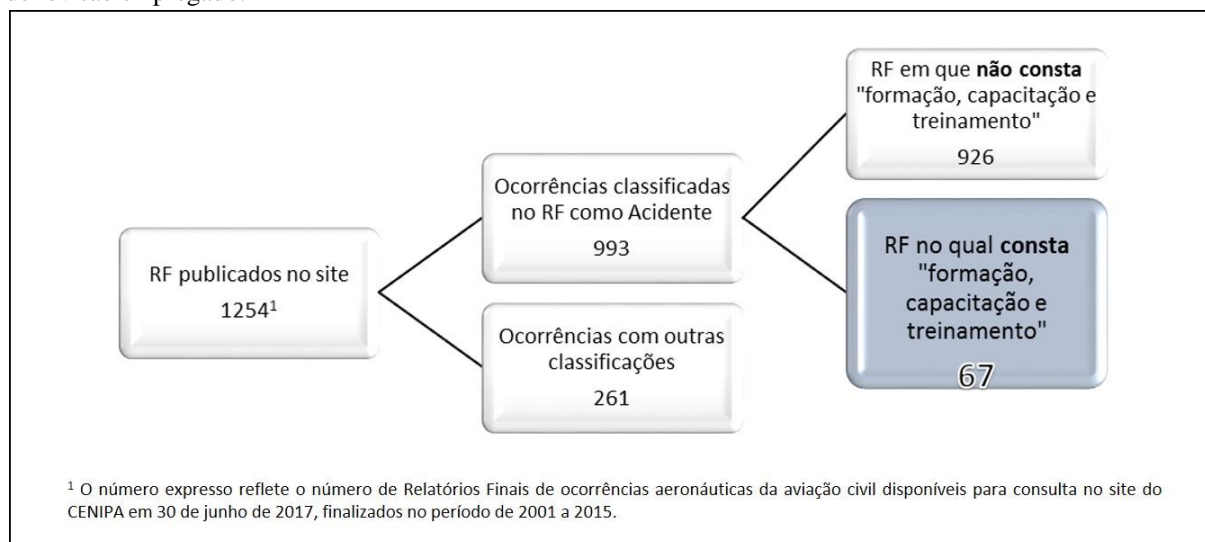 RF publicados no site
1254¹
Ocorrências classificadas
no RF como Acidente
993
Ocorrências com outras
classificações
261
RF em que não consta
"formação, capacitação e
treinamento"
926
RF no qual consta
"formação,
capacitação e
treinamento"
67
¹ O número expresso reflete o número de Relatórios Finais de ocorrências aeronáuticas da aviação civil disponíveis para consulta no site do
CENIPA em 30 de junho de 2017, finalizados no período de 2001 a 2015.